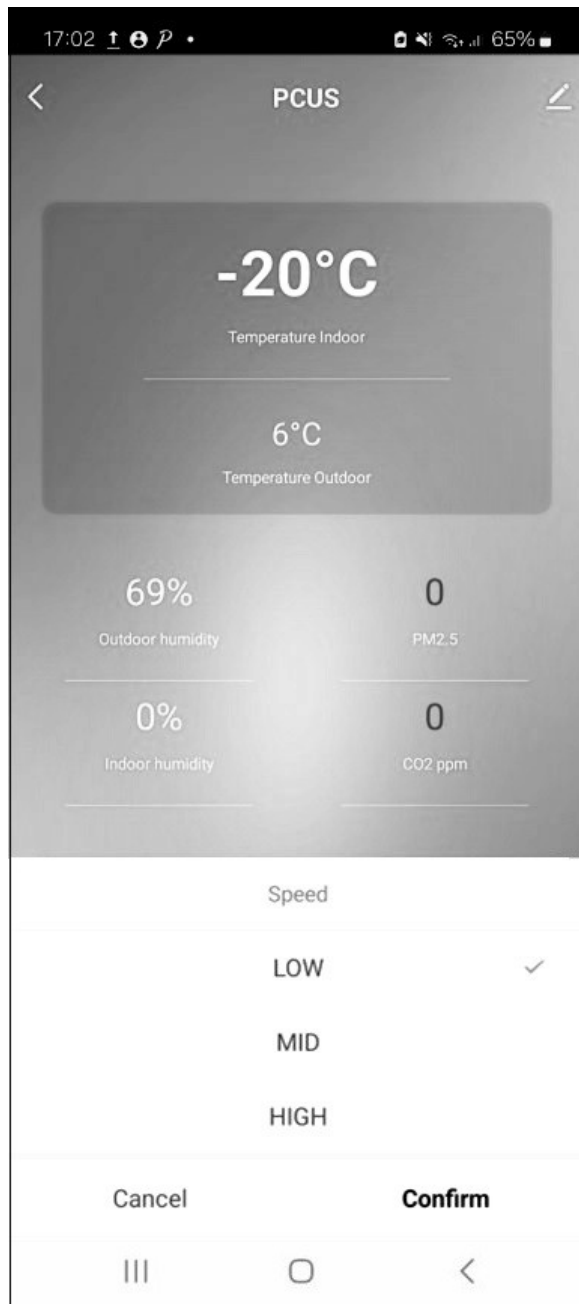 17:02 65%
PCUS
-20°C
Temperature Indoor
6°C
Temperature Outdoor
69% 0
Outdoor humidity PM2.5
0% 0
Indoor humidity CO2 ppm
Speed
LOW
MID
HIGH
Cancel Confirm